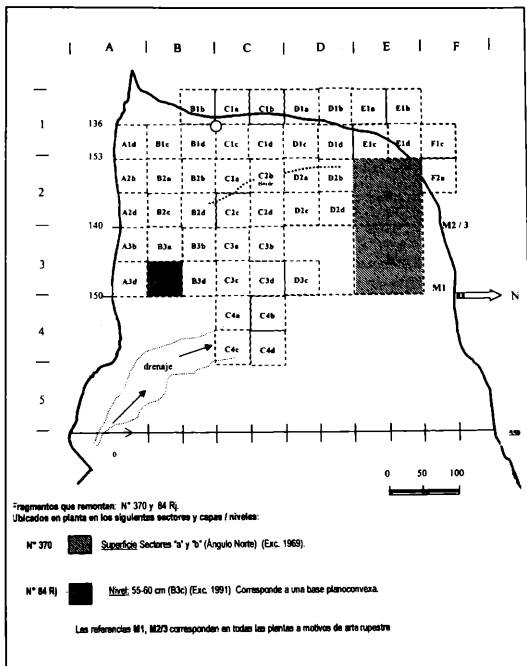 A B C D E F
B1b C1a C1b D1a D1b E1a E1b
1
136
A1d B1c B1d C1c C1d D1c D1d E1c E1d F1c
153
A2b B2a B2b C2a C2b D2a D2b F2a
Borde
2
A2d B2c B2d C2c C2d D2c D2d
140 M2/3
A3b B3a B3b C3a C3b
3
A3d B3d C3c C3d D3c M1
150 N
C4a C4b
4
drenaje C4c C4d
5
0 550
0 50 100
Fragmentos que remontan: N° 370 y 84 Rj.
Ubicados en planta en los siguientes sectores y capas / niveles:
N° 370 Superficie Sectores "a" y "b" (Ángulo Norte) (Exc. 1969).
N° 84 Rj Nivel: 55-60 cm (B3c) (Exc. 1991) Corresponde a una base planoconvexa.
Las referencias M1, M2/3 corresponden en todas las plantas a motivos de arte rupestre